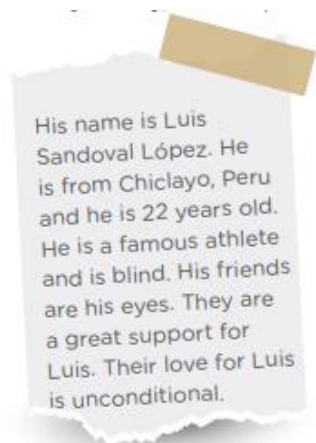 His name is Luis
Sandoval López. He
is from Chiclayo, Peru
and he is 22 years old.
He is a famous athlete
and is blind. His friends
are his eyes. They are
a great support for
Luis. Their love for Luis
is unconditional.